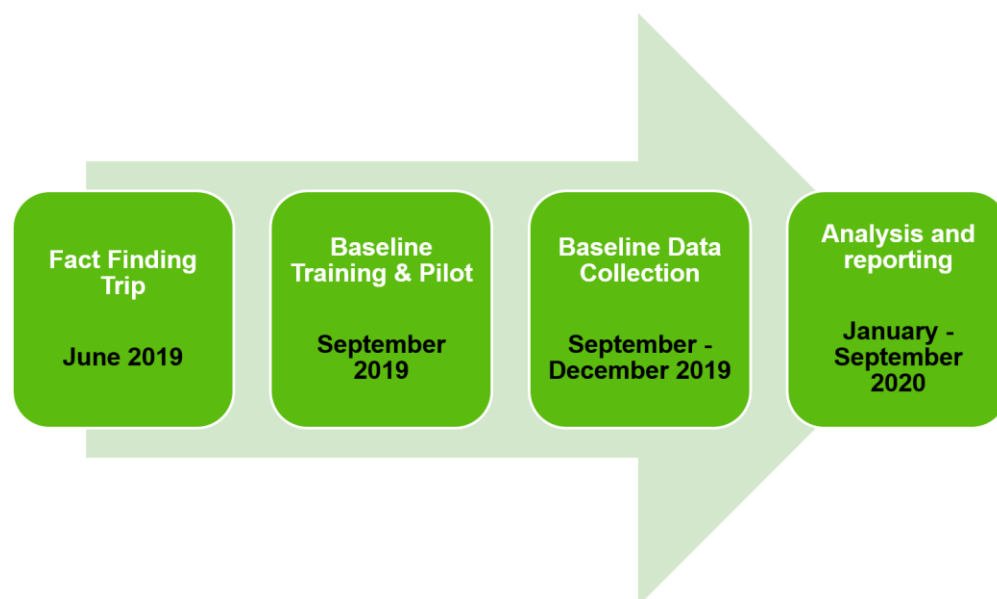 Fact Finding
Trip
June 2019
Baseline
Training & Pilot
September
2019
Baseline Data
Collection
September -
December 2019
Analysis and
reporting
January -
September
2020